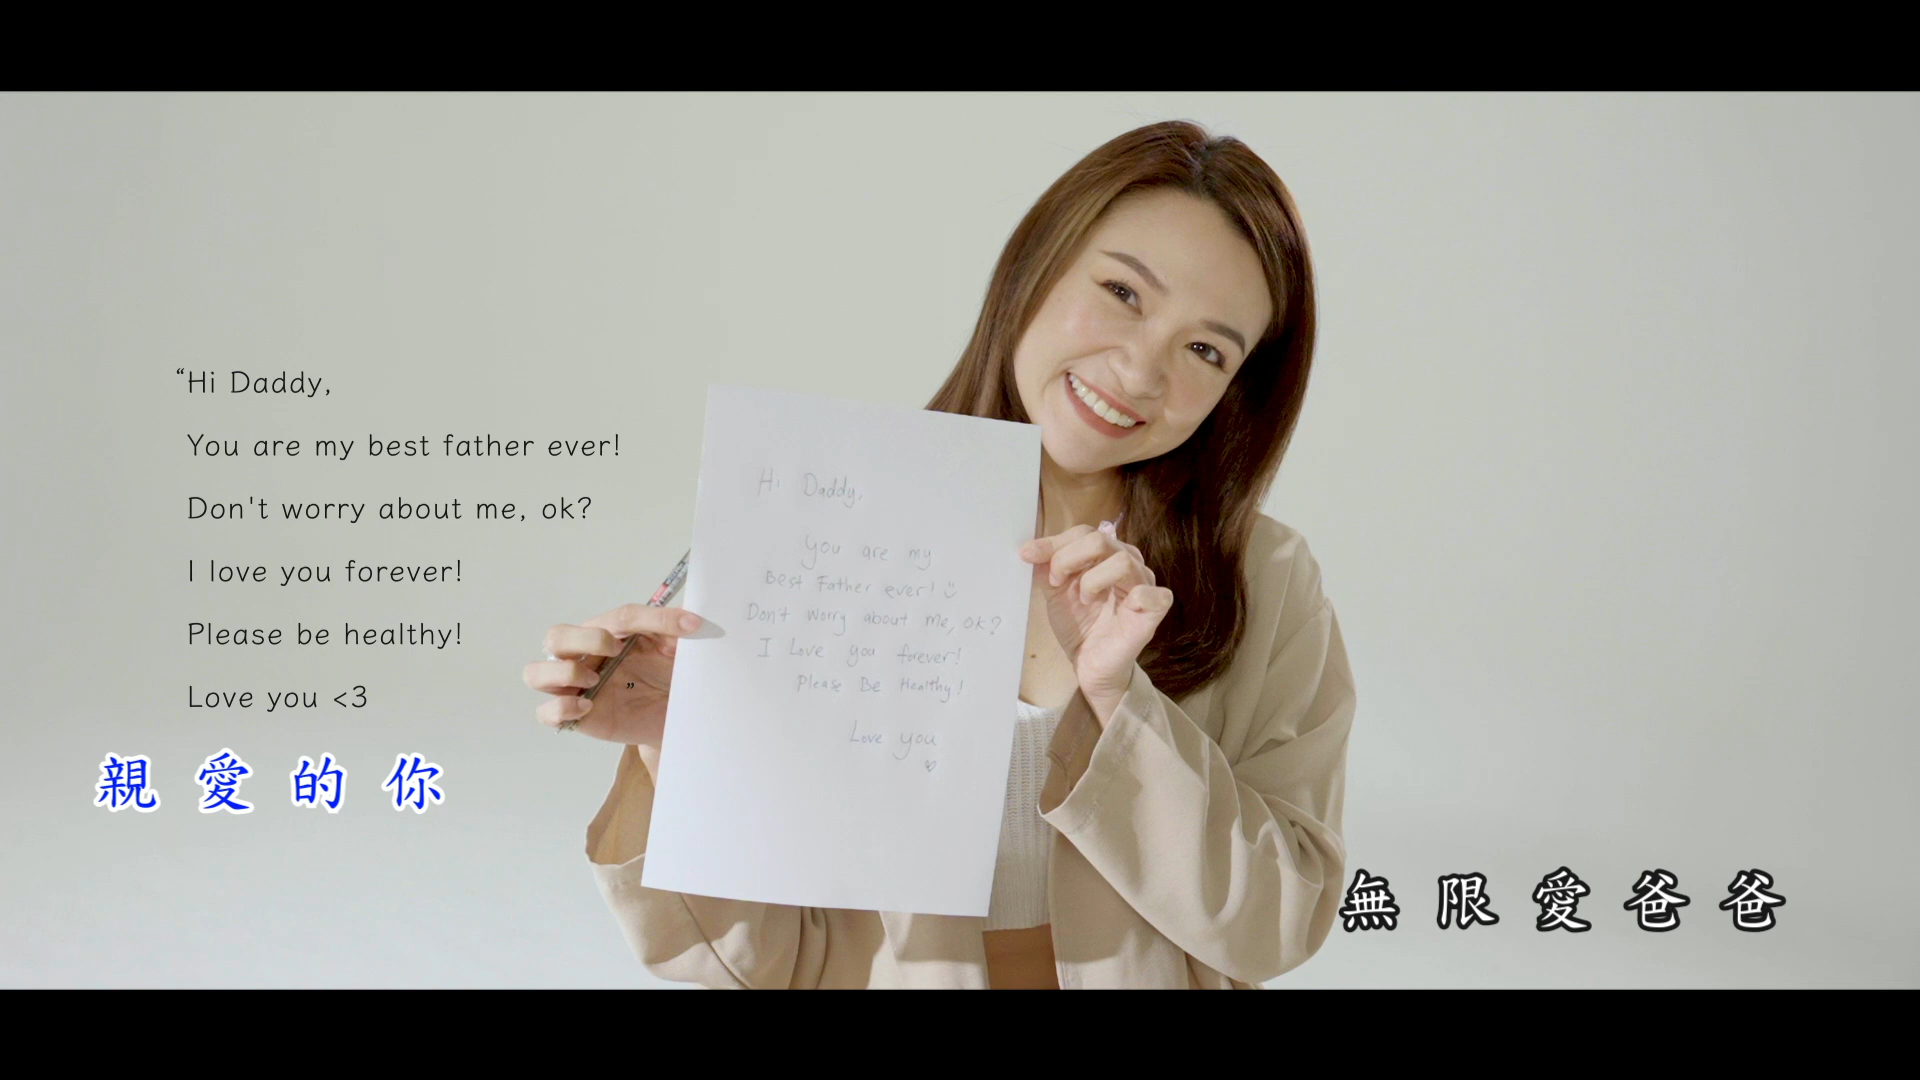 “Hi Daddy,
You are my best father ever!
Don't worry about me, ok?
I love you forever!
Please be healthy!
Love you <3 ”
Hi Daddy,
You are my
Best Father ever!
Don't worry about me, ok?
I Love you forever!
Please Be Healthy!
Love you
親愛的你
無限愛爸爸